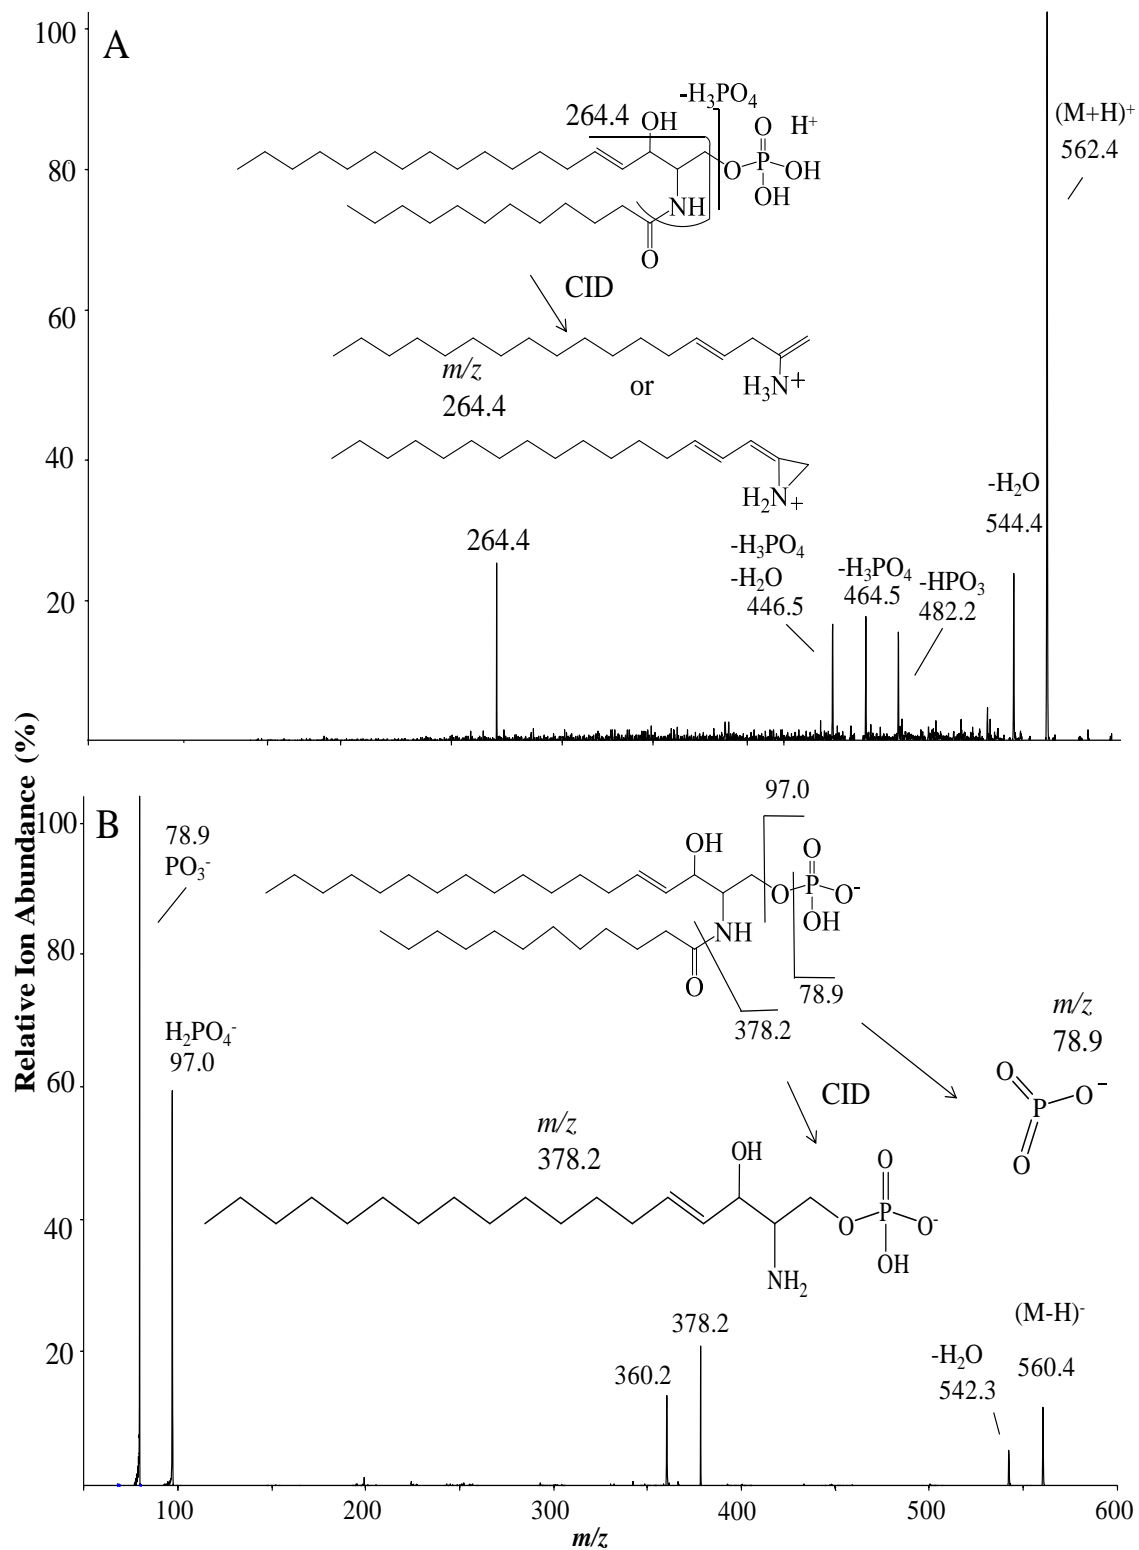 A
100
80
60
40
20
-H₃PO₄
264.4
OH
O
H⁺
(M+H)⁺
562.4
O
P
OH
OH
NH
O
CID
m/z
264.4
or
H₃N+
H₂N+
264.4
-H₃PO₄
-H₂O
446.5
-H₃PO₄
464.5
-HPO₃
482.2
-H₂O
544.4
Relative Ion Abundance (%)
B
100
80
60
40
20
78.9
PO₃⁻
H₂PO₄⁻
97.0
97.0
OH
O
O
P
O⁻
OH
NH
O
78.9
378.2
m/z
78.9
O
P
O⁻
O
CID
m/z
378.2
OH
O
O
P
O⁻
OH
NH₂
360.2
378.2
-H₂O
542.3
(M-H)⁻
560.4
100
200
300
400
500
600
m/z